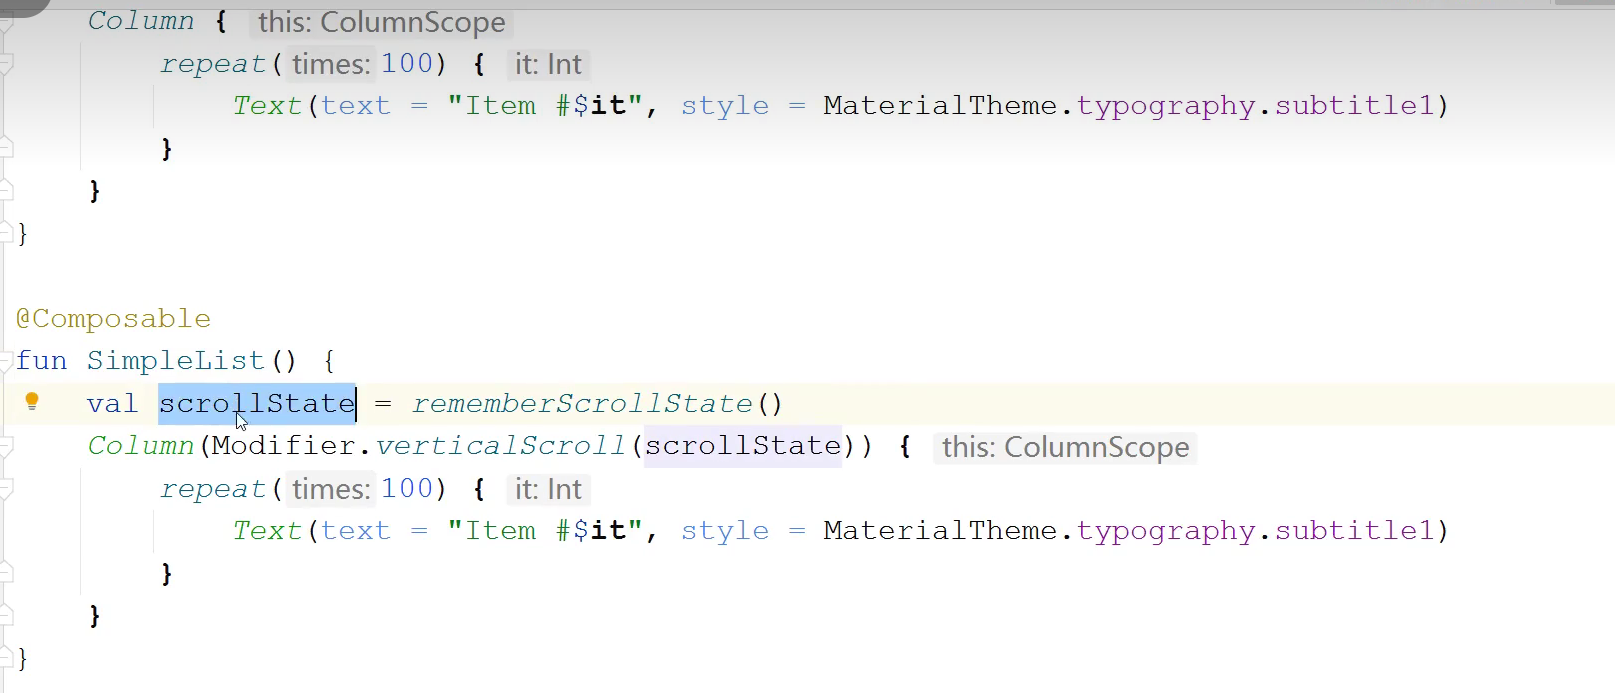 Column { this: ColumnScope
repeat( times: 100) { it: Int
Text(text = "Item #$it", style = MaterialTheme.typography.subtitle1)
}
}
}
@Composable
fun SimpleList() {
val scrollState = rememberScrollState()
Column(Modifier.verticalScroll(scrollState)) { this: ColumnScope
repeat( times: 100) { it: Int
Text(text = "Item #$it", style = MaterialTheme.typography.subtitle1)
}
}
}